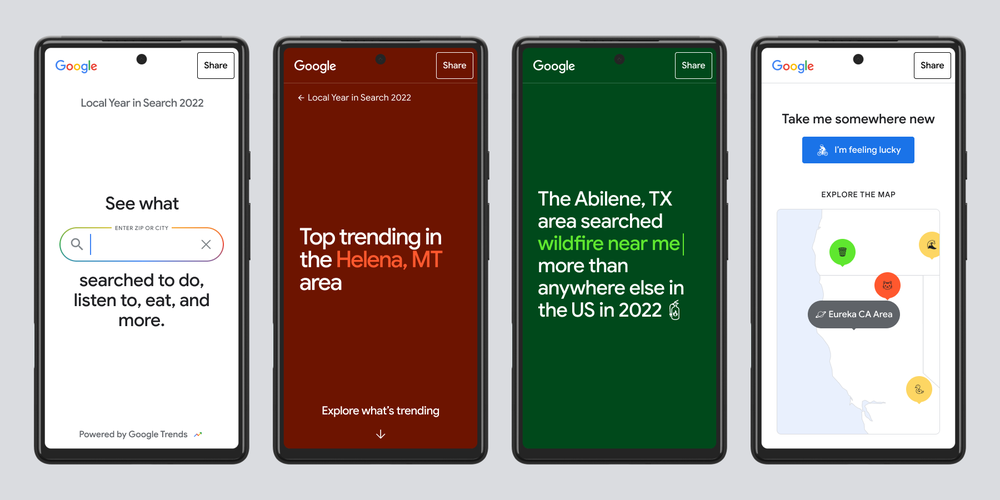 Google
Share
Local Year in Search 2022
See what
ENTER ZIP OR CITY
searched to do,
listen to, eat, and
more.
Powered by Google Trends
Google
Share
← Local Year in Search 2022
Top trending in
the Helena, MT
area
Explore what's trending
↓
Google
Share
The Abilene, TX
area searched
wildfire near me
more than
anywhere else in
the US in 2022
Google
Share
Take me somewhere new
I'm feeling lucky
EXPLORE THE MAP
Eureka CA Area